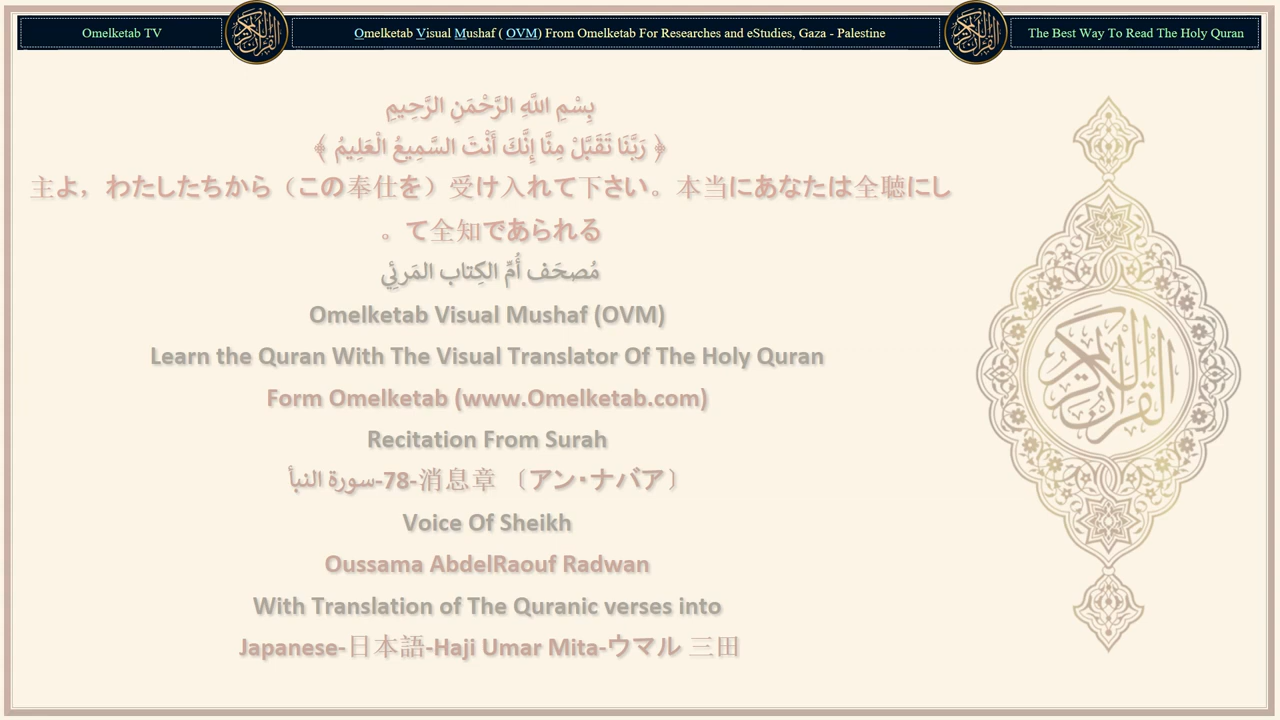 Omelketab TV
Omelketab Visual Mushaf ( OVM) From Omelketab For Researches and eStudies, Gaza - Palestine
The Best Way To Read The Holy Quran
بِسْمِ اللَّهِ الرَّحْمَنِ الرَّحِيمِ
﴿ رَبَّنَا تَقَبَّلْ مِنَّا إِنَّكَ أَنْتَ السَّمِيعُ الْعَلِيمُ ﴾
主よ，わたしたちから（この奉仕を）受け入れて下さい。本当にあなたは全聴にし
て全知であられる。
مُصحَف أُمِّ الكِتاب المَرئِي
Omelketab Visual Mushaf (OVM)
Learn the Quran With The Visual Translator Of The Holy Quran
Form Omelketab (www.Omelketab.com)
Recitation From Surah
سورة النبأ-78-消息章 〔アン・ナバア〕
Voice Of Sheikh
Oussama AbdelRaouf Radwan
With Translation of The Quranic verses into
Japanese-日本語-Haji Umar Mita-ウマル 三田
القرآن الكريم